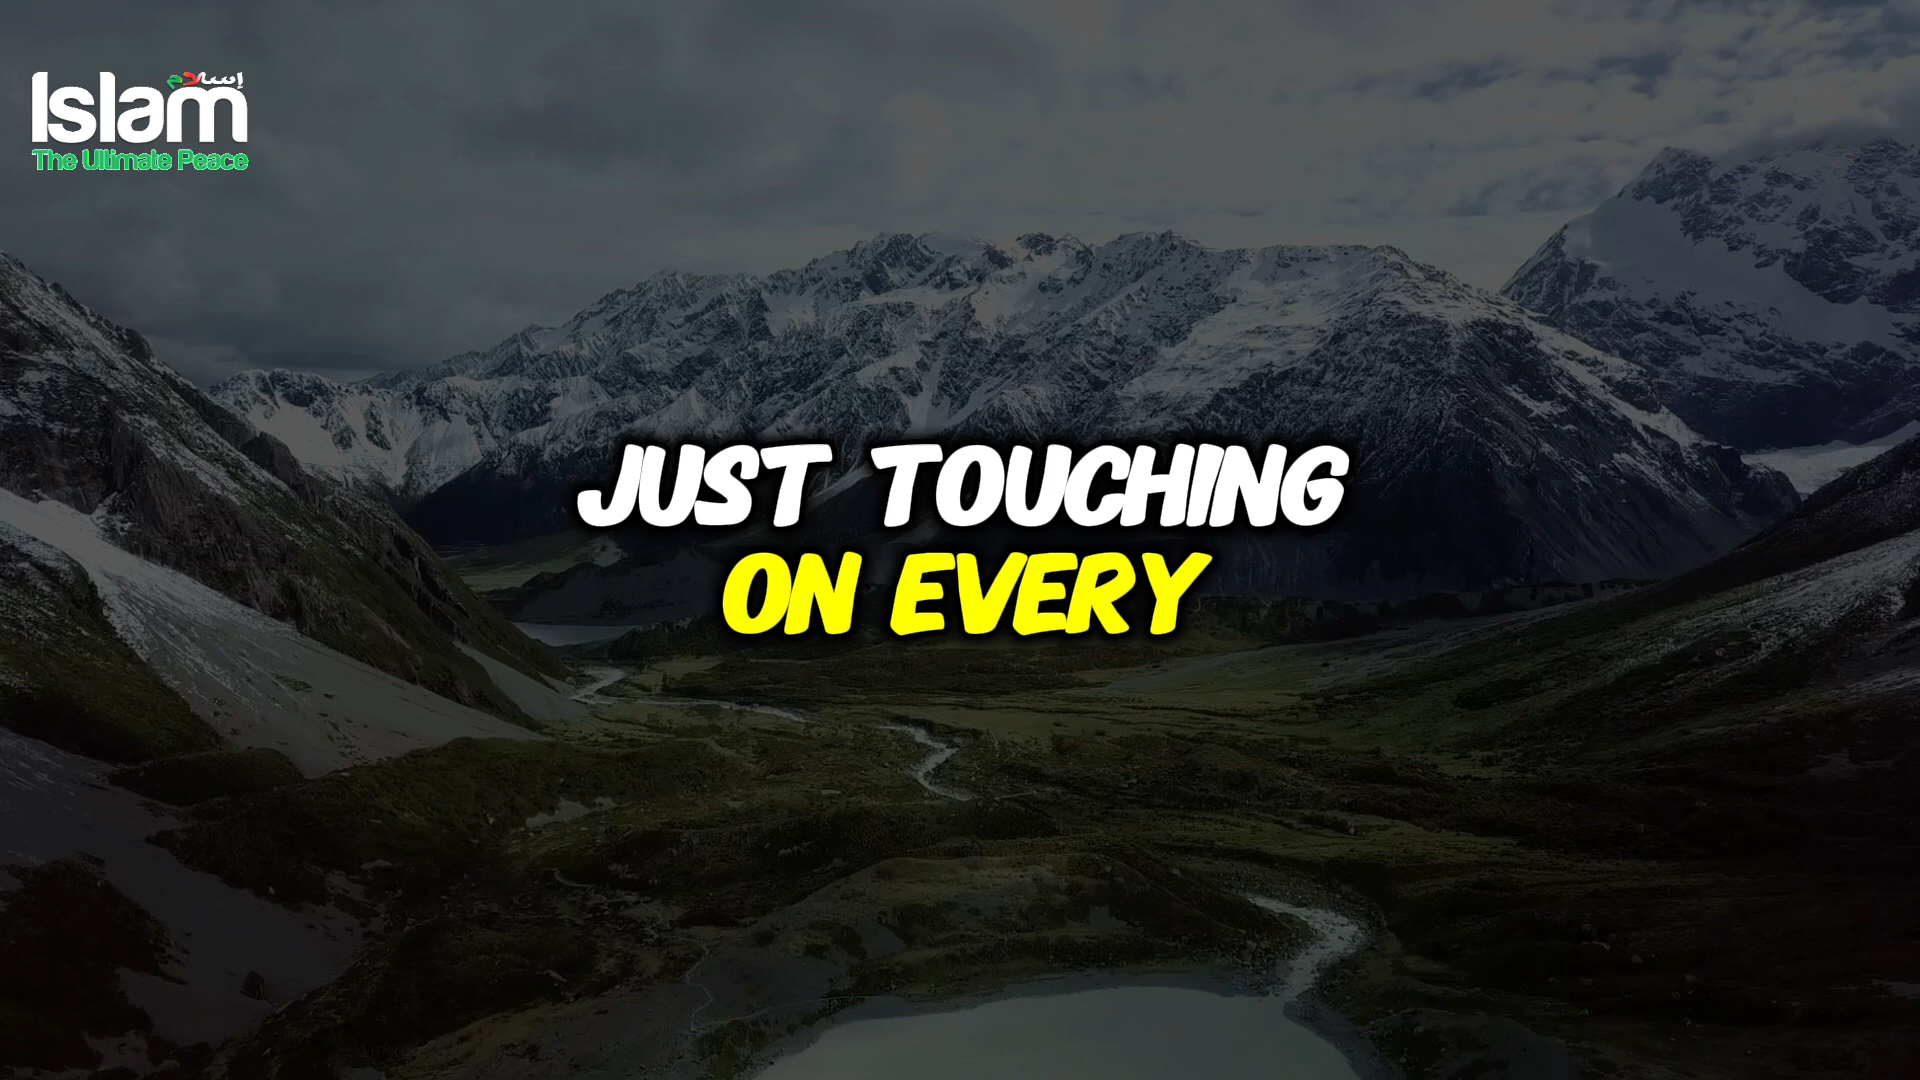 إسلام
Islam
The Ultimate Peace
JUST TOUCHING
ON EVERY